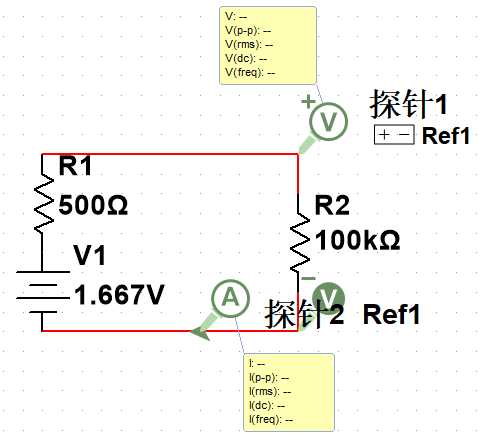 V: --
V(p-p): --
V(rms): --
V(dc): --
V(freq): --
+
V
探针1
+ -
Ref1
R1
500Ω
R2
100kΩ
V1
1.667V
−
V
A
探针2
Ref1
I: --
I(p-p): --
I(rms): --
I(dc): --
I(freq): --